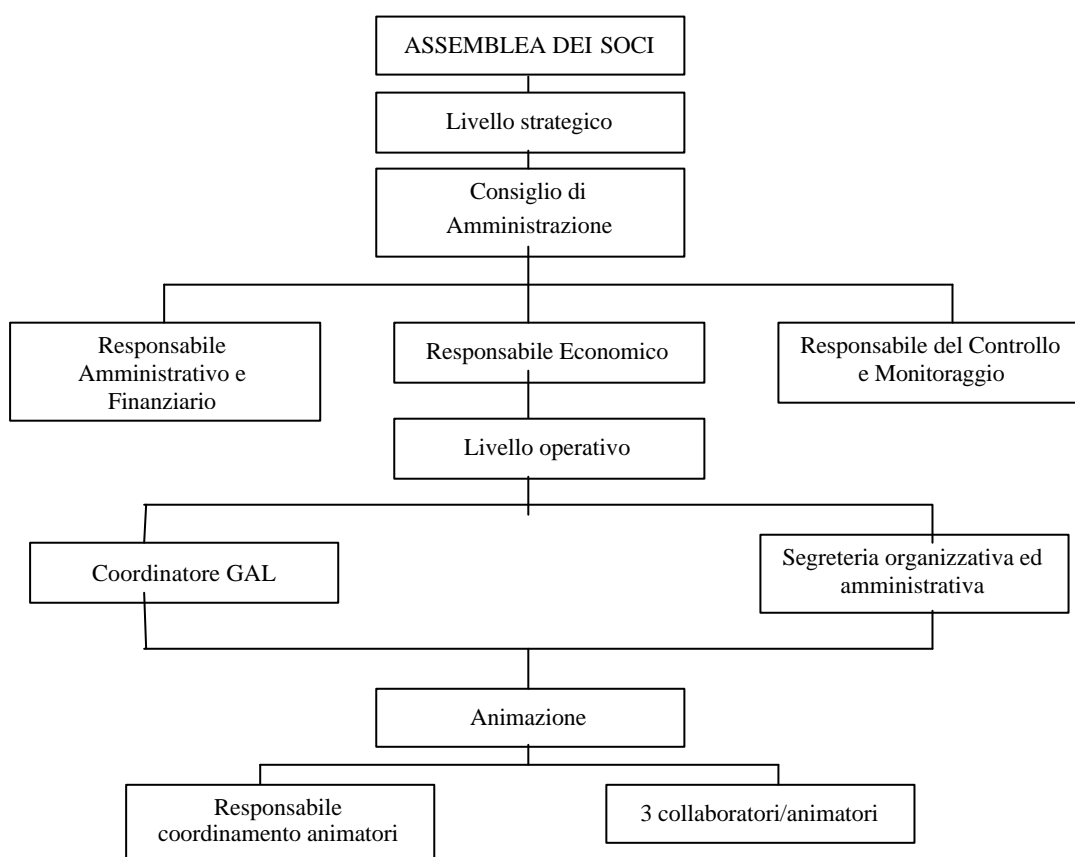 ASSEMBLEA DEI SOCI
Livello strategico
Consiglio di
Amministrazione
Responsabile
Amministrativo e
Finanziario
Responsabile Economico
Responsabile del Controllo
e Monitoraggio
Livello operativo
Coordinatore GAL
Segreteria organizzativa ed
amministrativa
Animazione
Responsabile
coordinamento animatori
3 collaboratori/animatori